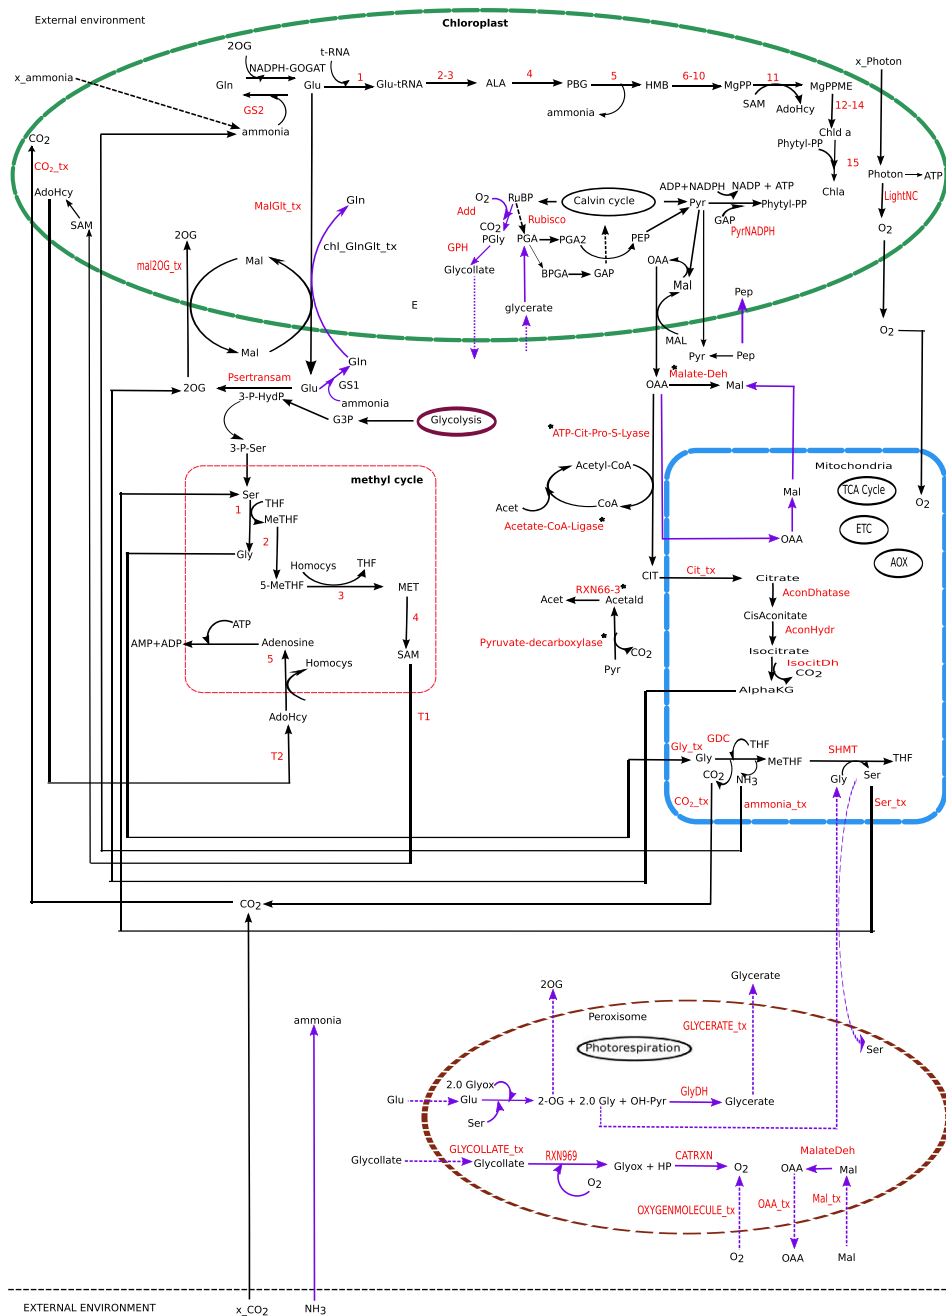 External environment
Chloroplast
2OG
t-RNA
NADPH-GOGAT
x_ammonia
Gln
Glu
1
Glu-tRNA
2-3
ALA
4
PBG
5
HMB
6-10
MgPP
11
MgPPME
x_Photon
GS2
SAM
AdoHcy
12-14
ammonia
ammonia
Chld a
CO2
Phytyl-PP
CO2_tx
15
Photon
ATP
AdoHcy
Chla
LightNC
SAM
MalGlt_tx
Gln
O2
RuBP
Calvin cycle
ADP+NADPH
NADP + ATP
Pyr
Phytyl-PP
Add
Rubisco
GAP
PyrNADPH
CO2
O2
2OG
chl_GlnGlt_tx
PGly
PGA
PGA2
PEP
mal2OG_tx
Mal
GPH
Glycollate
BPGA
GAP
OAA
Mal
E
glycerate
Pep
O2
MAL
Mal
Gln
Pyr
Pep
Psertransam
2OG
Glu
GS1
OAA
*
Malate-Deh
Mal
3-P-HydP
ammonia
G3P
Glycolysis
3-P-Ser
*ATP-Cit-Pro-S-Lyase
methyl cycle
Acetyl-CoA
Mitochondria
Ser
THF
Mal
TCA Cycle
O2
1
MeTHF
Acet
CoA
Acetate-CoA-Ligase*
ETC
2
OAA
Gly
Homocys
THF
AOX
5-MeTHF
3
MET
CIT
Cit_tx
Citrate
RXN66-3*
Acet
Acetald
AconDhatase
4
CisAconitate
ATP
AconHydr
AMP+ADP
Adenosine
Pyruvate-decarboxylase*
SAM
CO2
Isocitrate
5
Homocys
Pyr
IsocitDh
CO2
AlphaKG
AdoHcy
T1
T2
Gly_tx
GDC
THF
SHMT
Gly
MeTHF
THF
CO2
NH3
Gly
Ser
CO2_tx
ammonia_tx
Ser_tx
CO2
Glycerate
2OG
ammonia
Peroxisome
GLYCERATE_tx
Photorespiration
Ser
2.0 Glyox
GlyDH
Glu
Glu
2-OG + 2.0 Gly + OH-Pyr
Glycerate
Ser
GLYCOLLATE_tx
RXN969
CATRXN
MalateDeh
Glycollate
Glycollate
Glyox + HP
O2
OAA
Mal
O2
OXYGENMOLECULE_tx
OAA_tx
Mal_tx
O2
OAA
Mal
EXTERNAL ENVIRONMENT
x_CO2
NH3